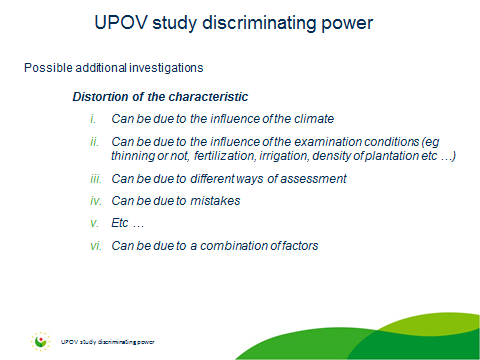 UPOV study discriminating power
Possible additional investigations
Distortion of the characteristic
i. Can be due to the influence of the climate
ii. Can be due to the influence of the examination conditions (eg
thinning or not, fertilization, irrigation, density of plantation etc …)
iii. Can be due to different ways of assessment
iv. Can be due to mistakes
v. Etc …
vi. Can be due to a combination of factors
UPOV study discriminating power